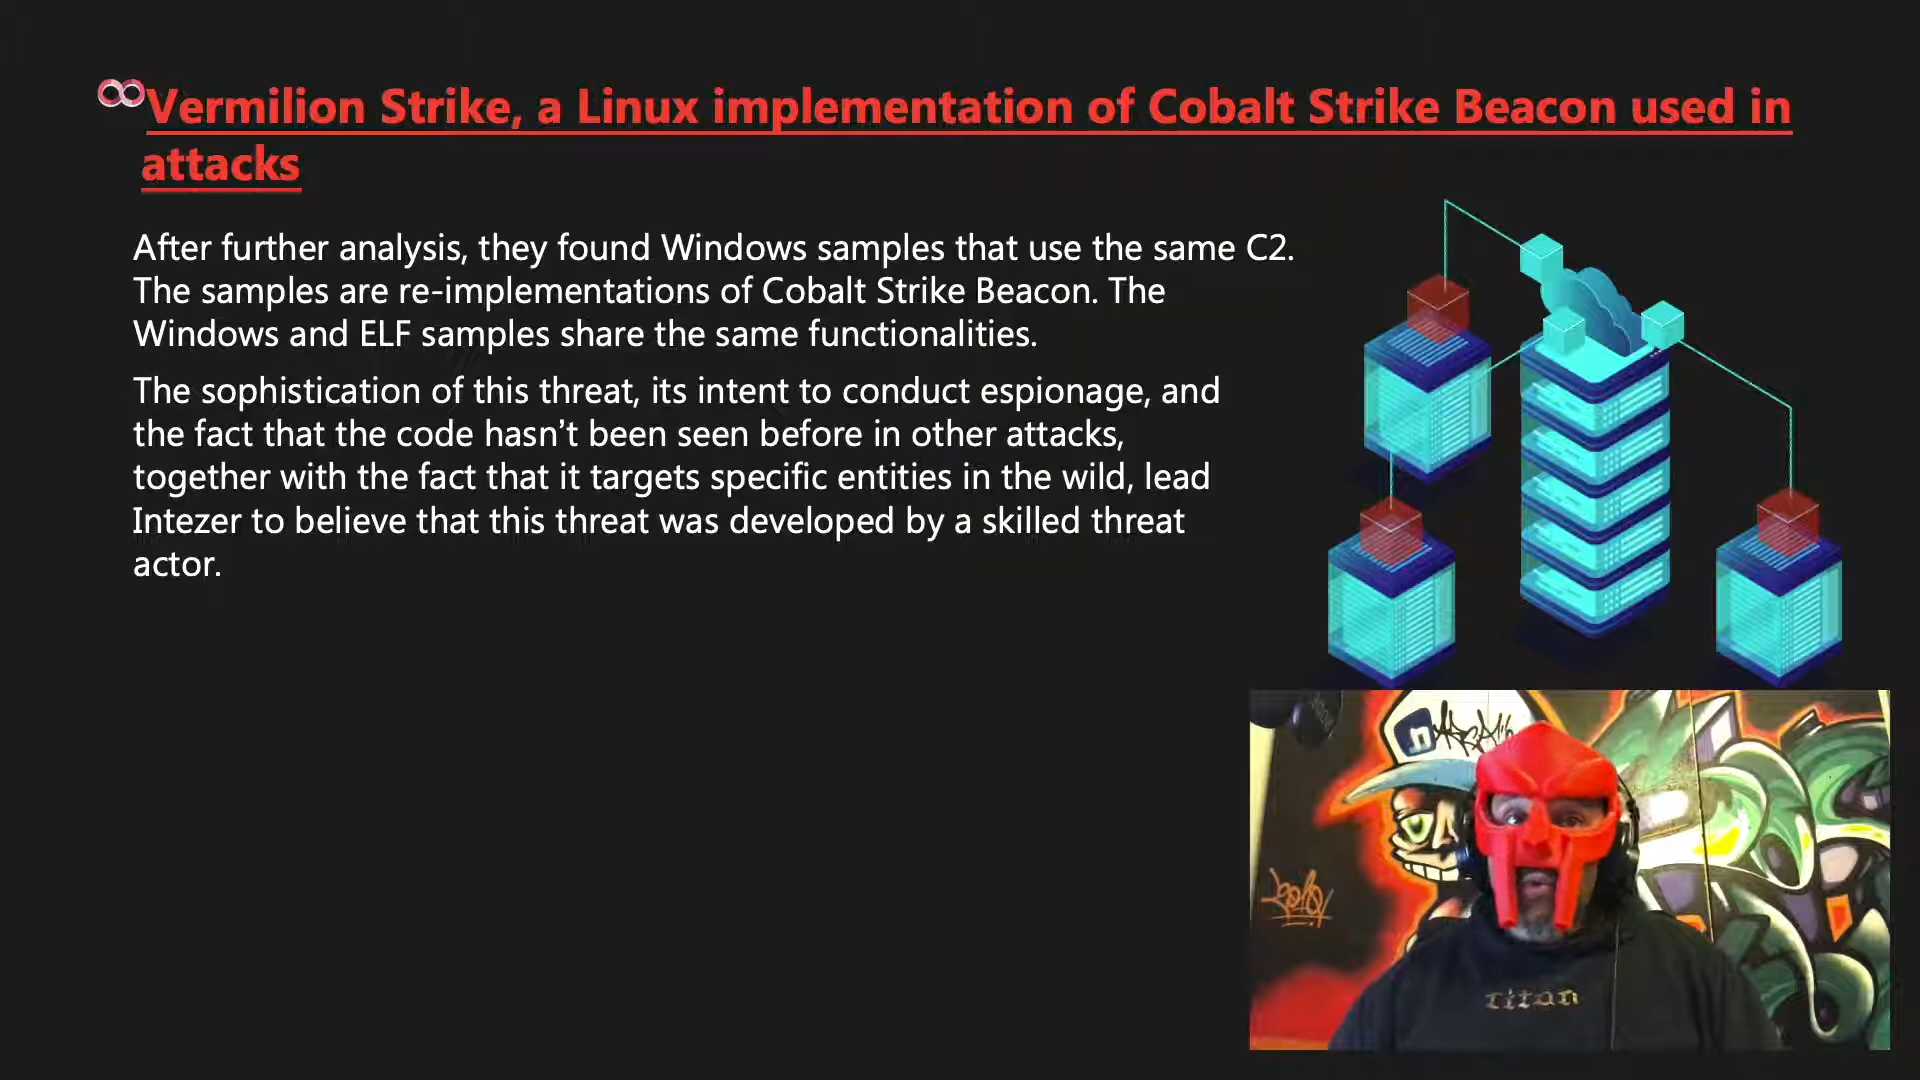 Vermilion Strike, a Linux implementation of Cobalt Strike Beacon used in
attacks
After further analysis, they found Windows samples that use the same C2.
The samples are re-implementations of Cobalt Strike Beacon. The
Windows and ELF samples share the same functionalities.
The sophistication of this threat, its intent to conduct espionage, and
the fact that the code hasn’t been seen before in other attacks,
together with the fact that it targets specific entities in the wild, lead
Intezer to believe that this threat was developed by a skilled threat
actor.
titan